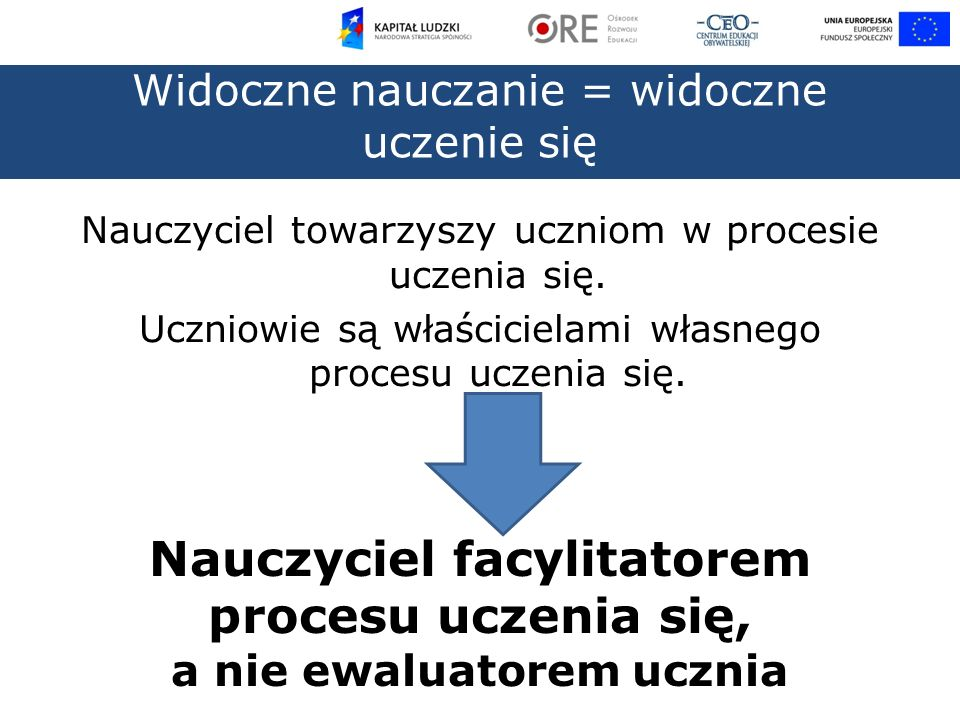 KAPITAŁ LUDZKI
NARODOWA STRATEGIA SPÓJNOŚCI
ORE
OŚRODEK
ROZWOJU
EDUKACJI
CEO
CENTRUM EDUKACJI
OBYWATELSKIEJ
UNIA EUROPEJSKA
EUROPEJSKI
FUNDUSZ SPOŁECZNY
Widoczne nauczanie = widoczne
uczenie się
Nauczyciel towarzyszy uczniom w procesie
uczenia się.
Uczniowie są właścicielami własnego
procesu uczenia się.
Nauczyciel facylitatorem
procesu uczenia się,
a nie ewaluatorem ucznia